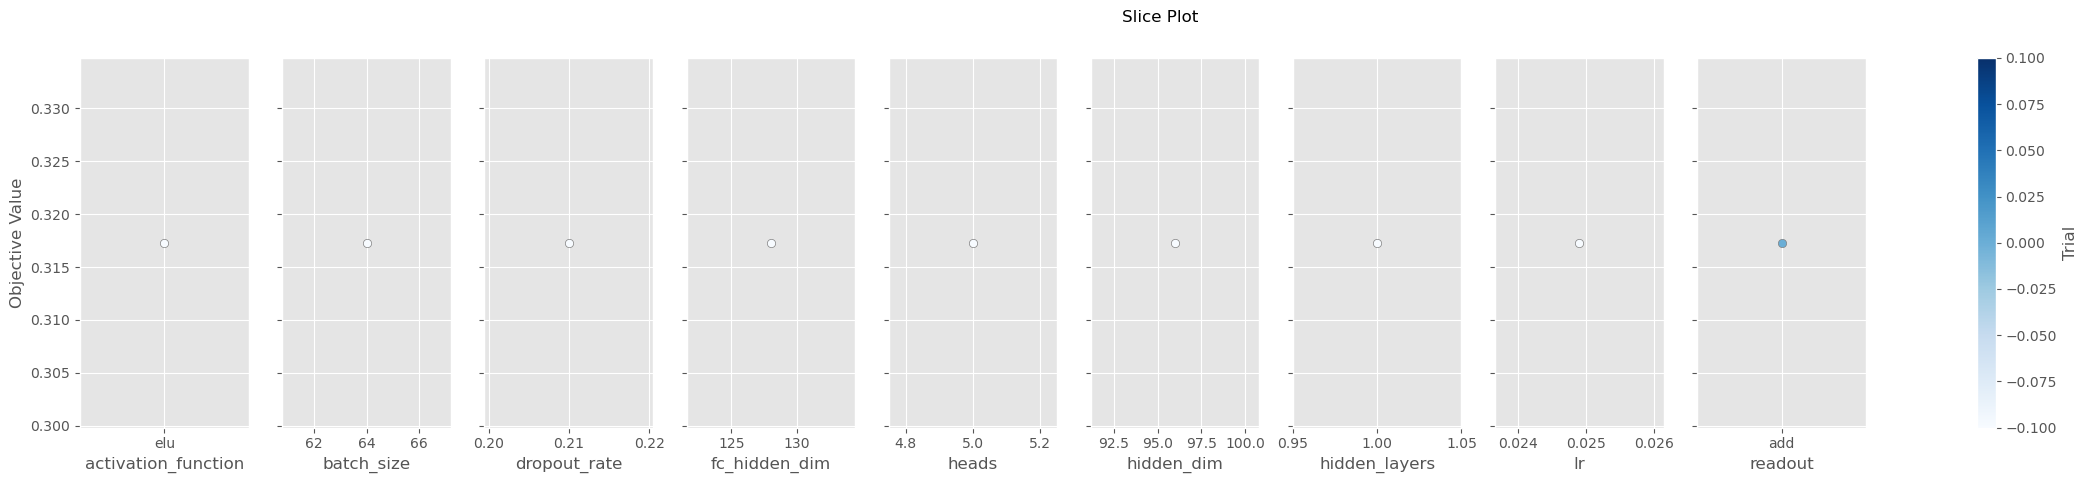 Slice Plot
Objective Value
0.330
0.325
0.320
0.315
0.310
0.305
0.300
elu
activation_function
62 64 66
batch_size
0.20 0.21 0.22
dropout_rate
125 130
fc_hidden_dim
4.8 5.0 5.2
heads
92.5 95.0 97.5 100.0
hidden_dim
0.95 1.00 1.05
hidden_layers
0.024 0.025 0.026
lr
add
readout
0.100
0.075
0.050
0.025
0.000
−0.025
−0.050
−0.075
−0.100
Trial